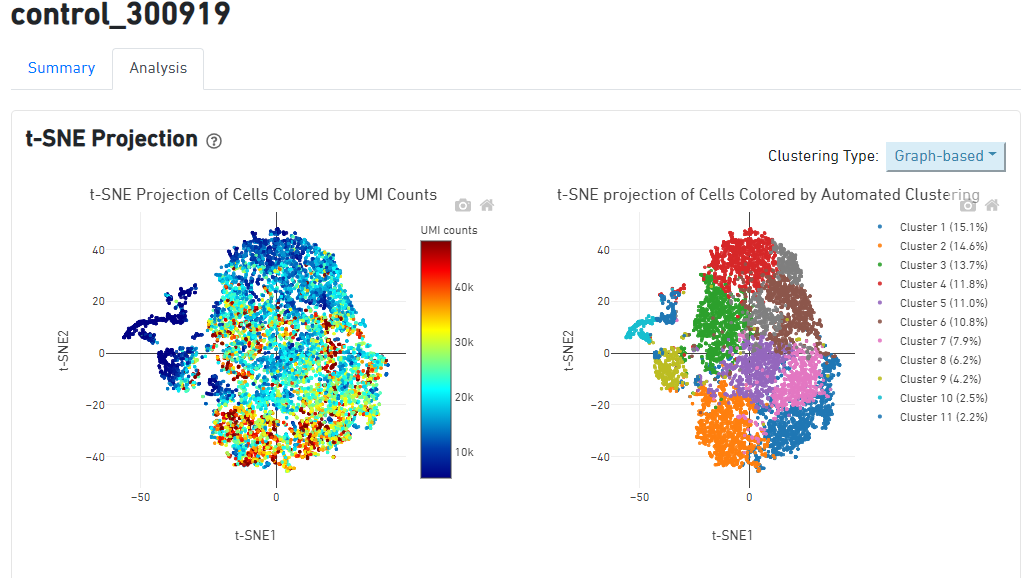 control_300919
Summary
Analysis
t-SNE Projection ?
Clustering Type: Graph-based
t-SNE Projection of Cells Colored by UMI Counts
UMI counts
40k
30k
20k
10k
40
20
0
−20
−40
−50
0
t-SNE2
t-SNE1
t-SNE projection of Cells Colored by Automated Clustering
40
20
0
−20
−40
−50
0
t-SNE2
t-SNE1
Cluster 1 (15.1%)
Cluster 2 (14.6%)
Cluster 3 (13.7%)
Cluster 4 (11.8%)
Cluster 5 (11.0%)
Cluster 6 (10.8%)
Cluster 7 (7.9%)
Cluster 8 (6.2%)
Cluster 9 (4.2%)
Cluster 10 (2.5%)
Cluster 11 (2.2%)